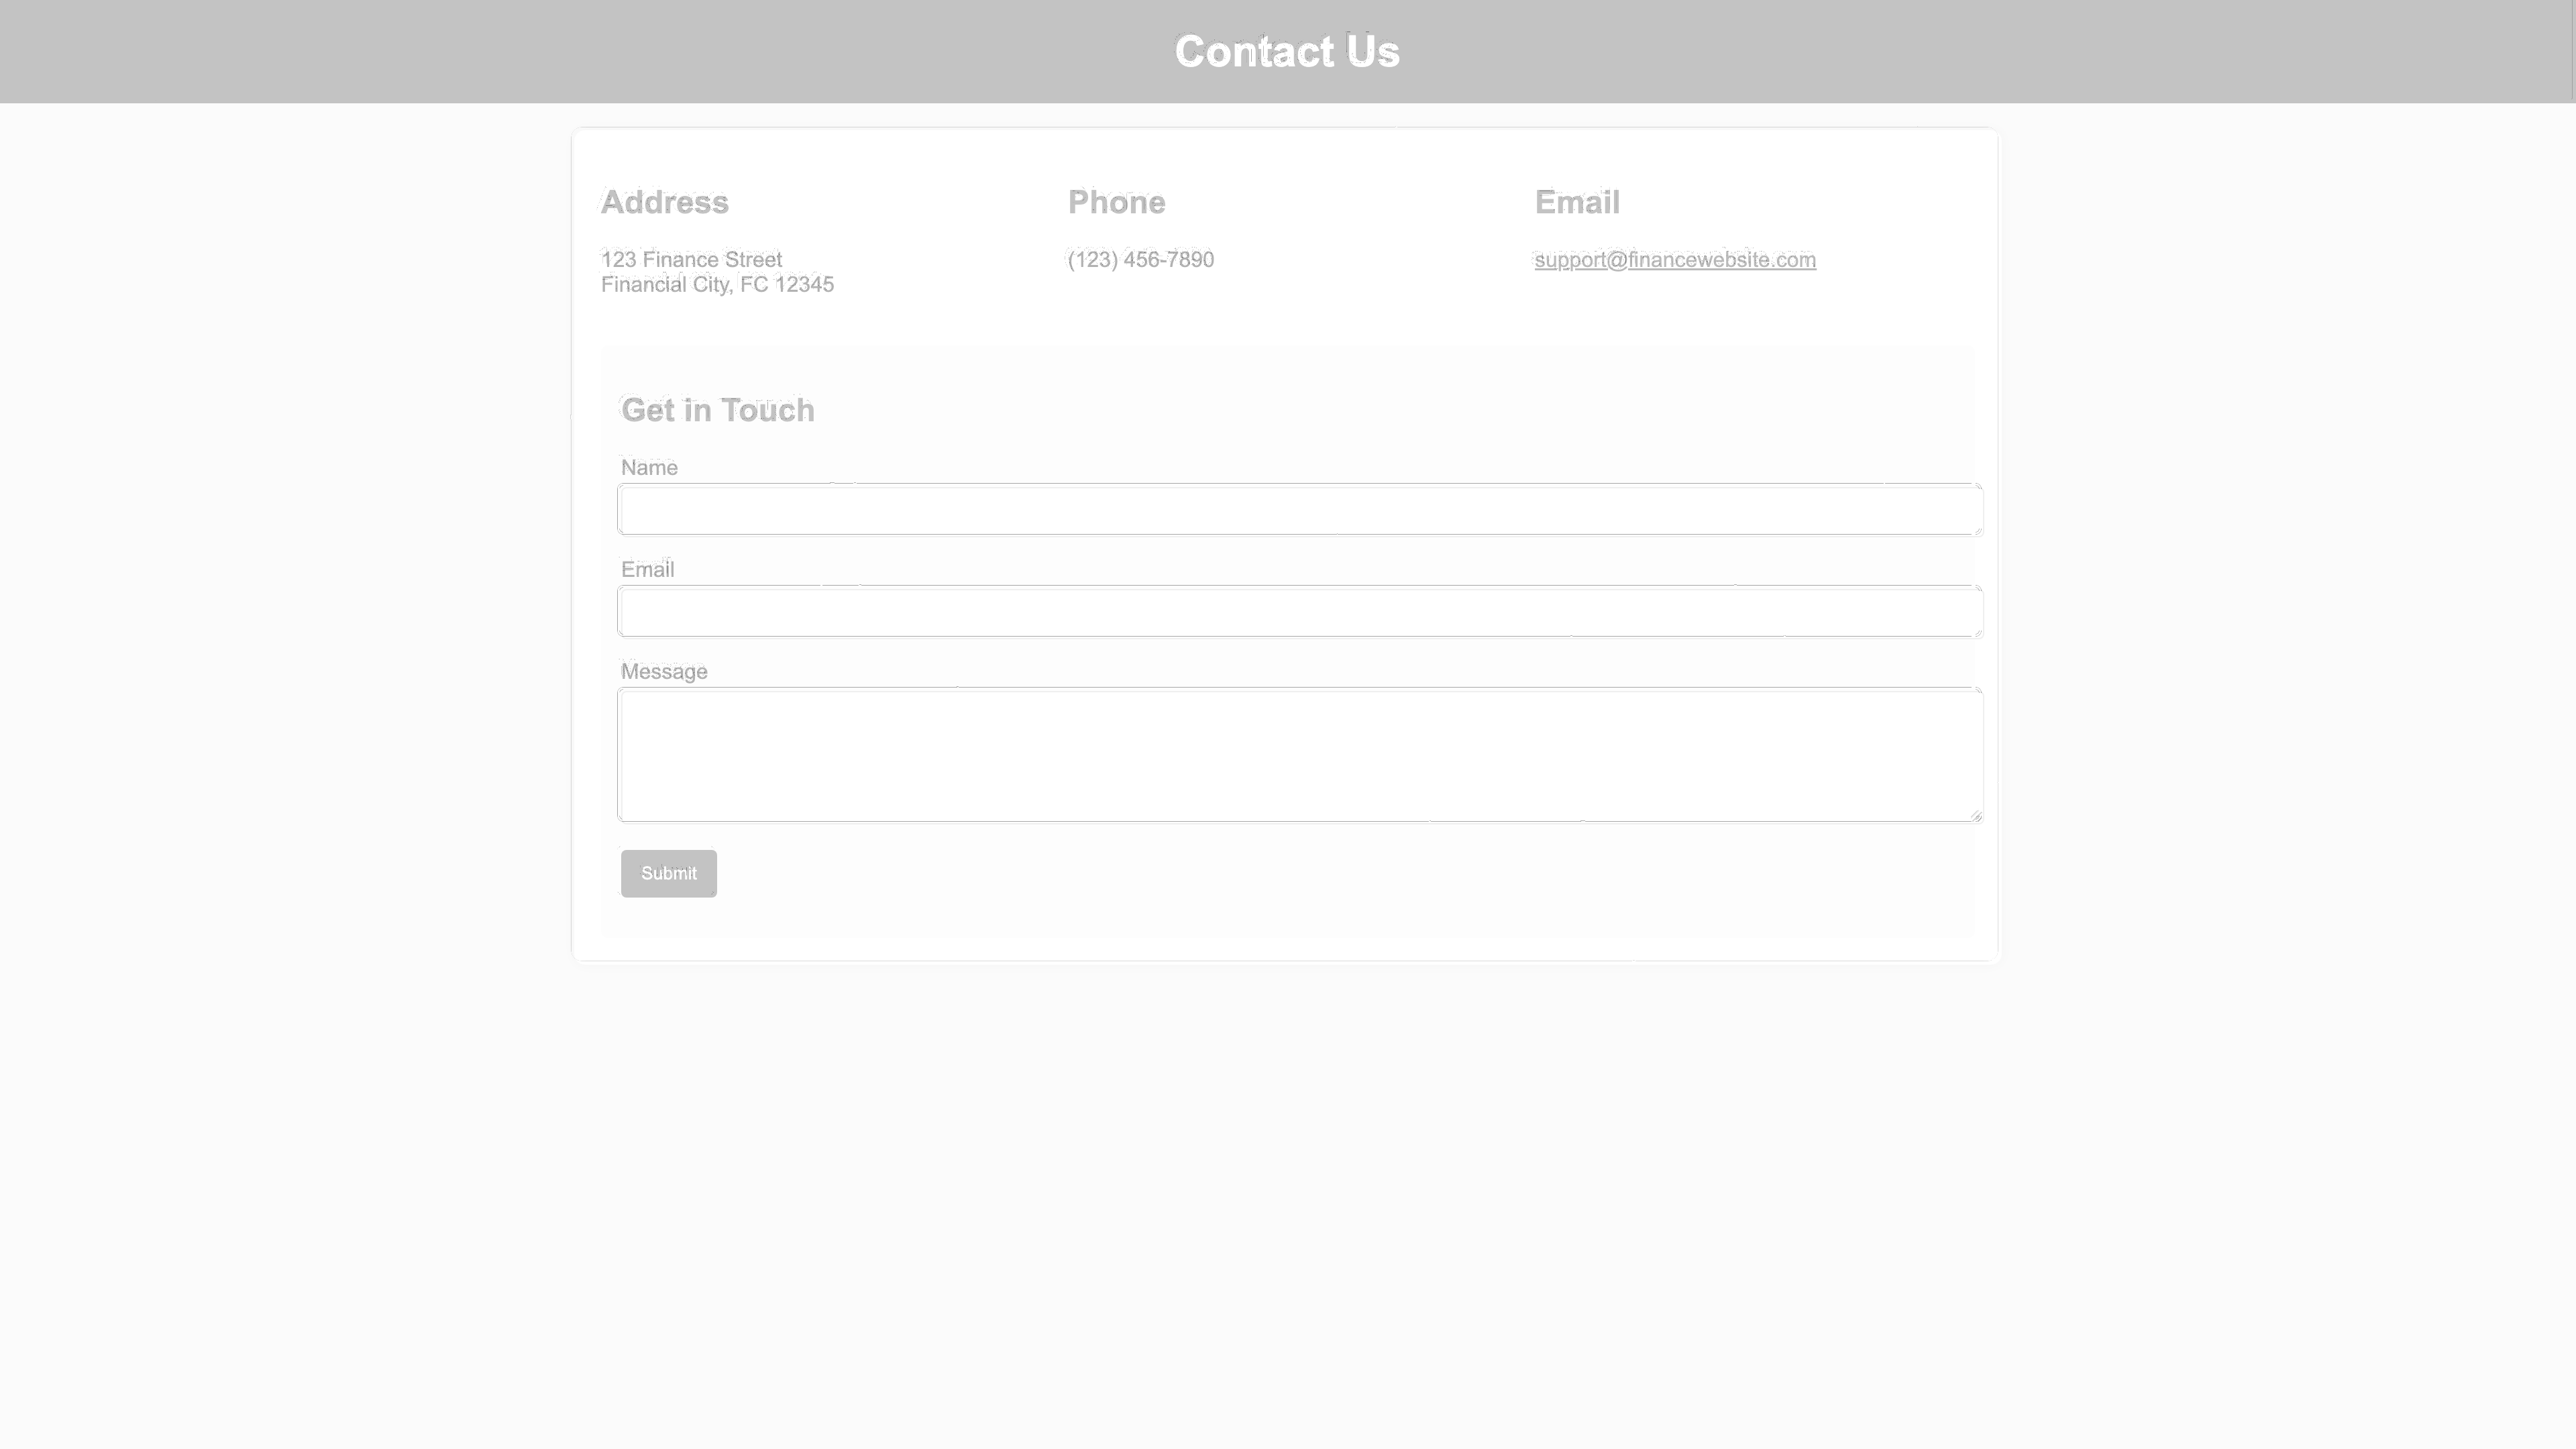 Contact Us
Address
123 Finance Street
Financial City, FC 12345
Phone
(123) 456-7890
Email
support@financewebsite.com
Get in Touch
Name
Email
Message
Submit